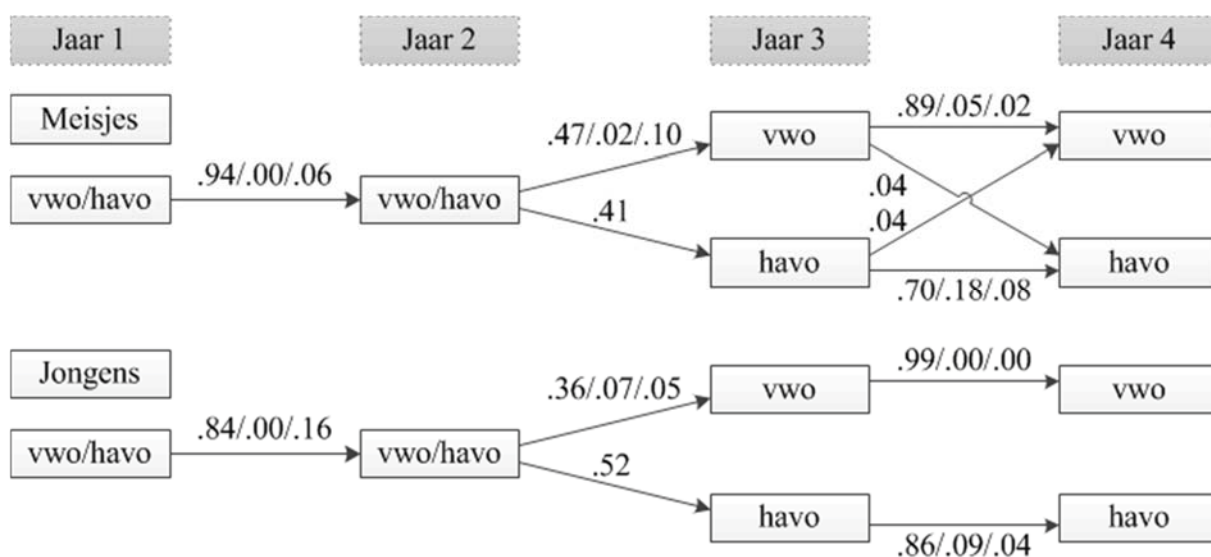 Jaar 1 Jaar 2 Jaar 3 Jaar 4
Meisjes
vwo/havo
.94/.00/.06
vwo/havo
.47/.02/.10
.41
vwo
havo
.89/.05/.02
.04
.04
.70/.18/.08
vwo
havo
Jongens
vwo/havo
.84/.00/.16
vwo/havo
.36/.07/.05
.52
vwo
havo
.99/.00/.00
.86/.09/.04
vwo
havo